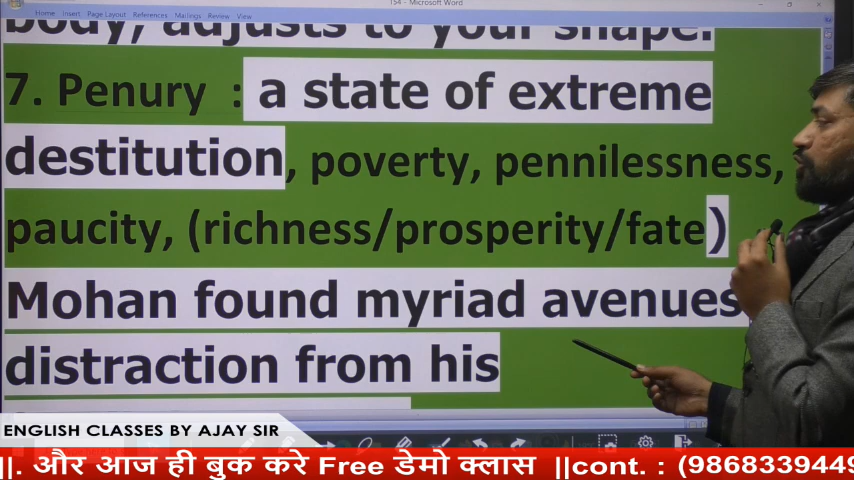 154 - Microsoft Word
Home Insert Page Layout References Mailings Review View
body, adjusts to your shape.
7. Penury : a state of extreme
destitution, poverty, pennilessness,
paucity, (richness/prosperity/fate)
Mohan found myriad avenues
distraction from his
ENGLISH CLASSES BY AJAY SIR
||. और आज ही बुक करे Free डेमो क्लास ||cont. : (9868339449